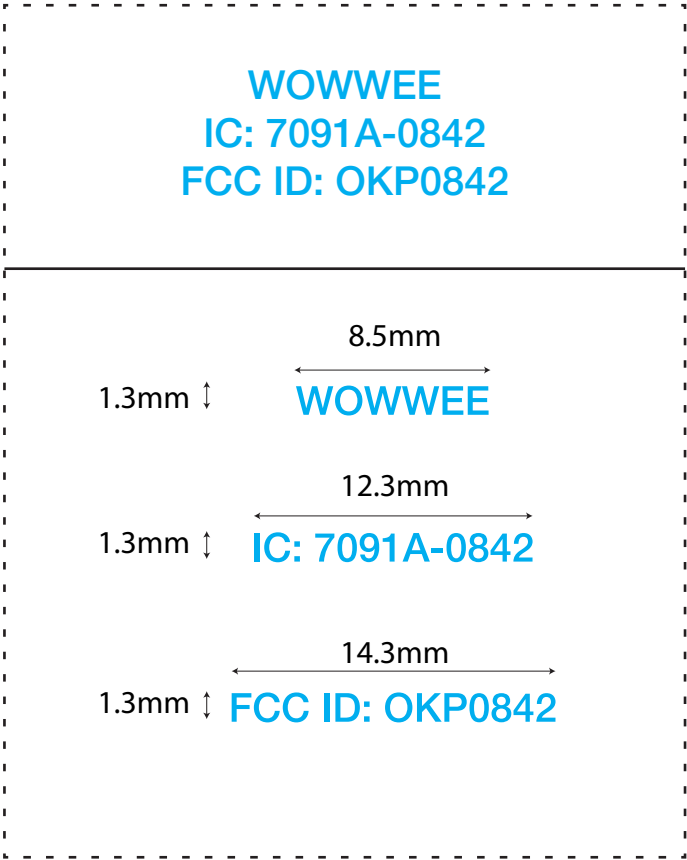 WOWWEE
IC: 7091A-0842
FCC ID: OKP0842
8.5mm
1.3mm WOWWEE
12.3mm
1.3mm IC: 7091A-0842
14.3mm
1.3mm FCC ID: OKP0842